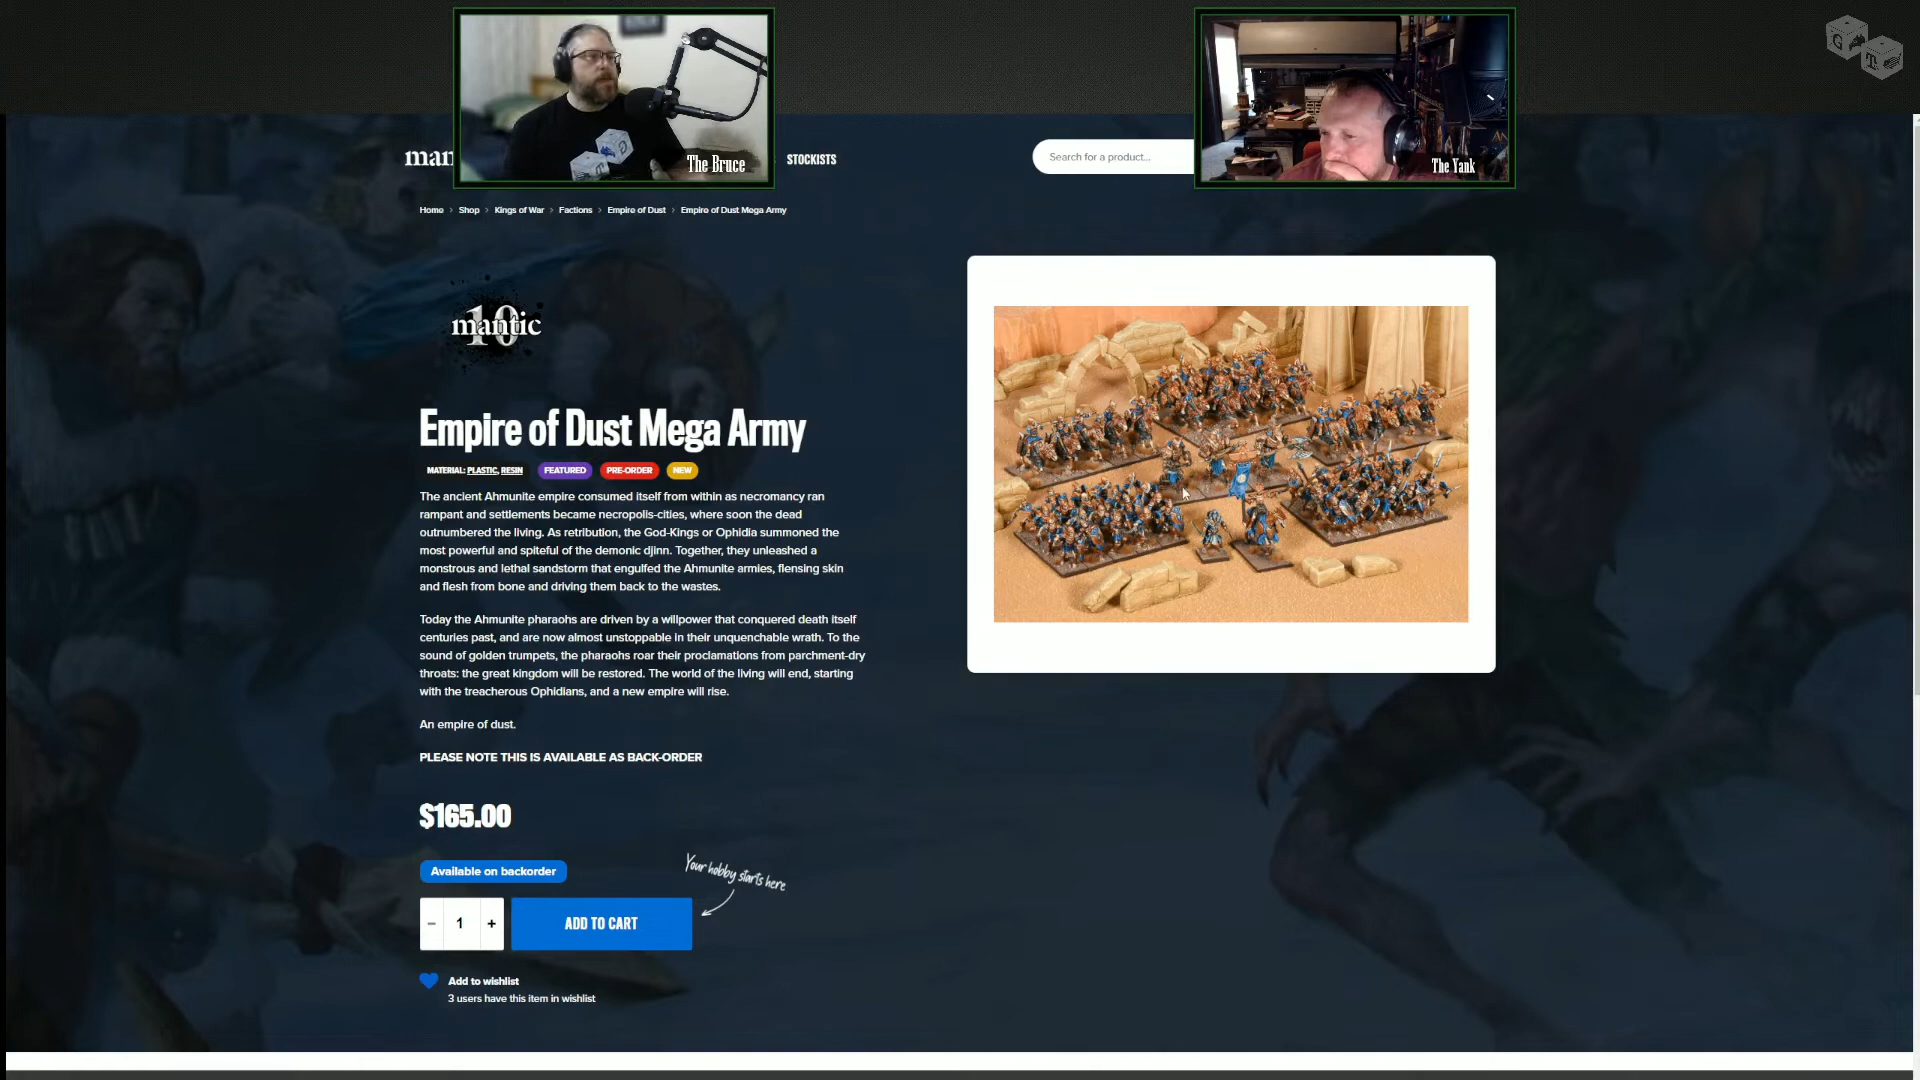 G
T
The Bruce
The Yank
man
STOCKISTS
Search for a product...
Home > Shop > Kings of War > Factions > Empire of Dust > Empire of Dust Mega Army
10
mantic
Empire of Dust Mega Army
MATERIAL: PLASTIC, RESIN FEATURED PRE-ORDER NEW
The ancient Ahmunite empire consumed itself from within as necromancy ran
rampant and settlements became necropolis-cities, where soon the dead
outnumbered the living. As retribution, the God-Kings or Ophidia summoned the
most powerful and spiteful of the demonic djinn. Together, they unleashed a
monstrous and lethal sandstorm that engulfed the Ahmunite armies, flensing skin
and flesh from bone and driving them back to the wastes.
Today the Ahmunite pharaohs are driven by a willpower that conquered death itself
centuries past, and are now almost unstoppable in their unquenchable wrath. To the
sound of golden trumpets, the pharaohs roar their proclamations from parchment-dry
throats: the great kingdom will be restored. The world of the living will end, starting
with the treacherous Ophidians, and a new empire will rise.
An empire of dust.
PLEASE NOTE THIS IS AVAILABLE AS BACK-ORDER
$165.00
Available on backorder
Your hobby starts here
− 1 +
ADD TO CART
Add to wishlist
3 users have this item in wishlist